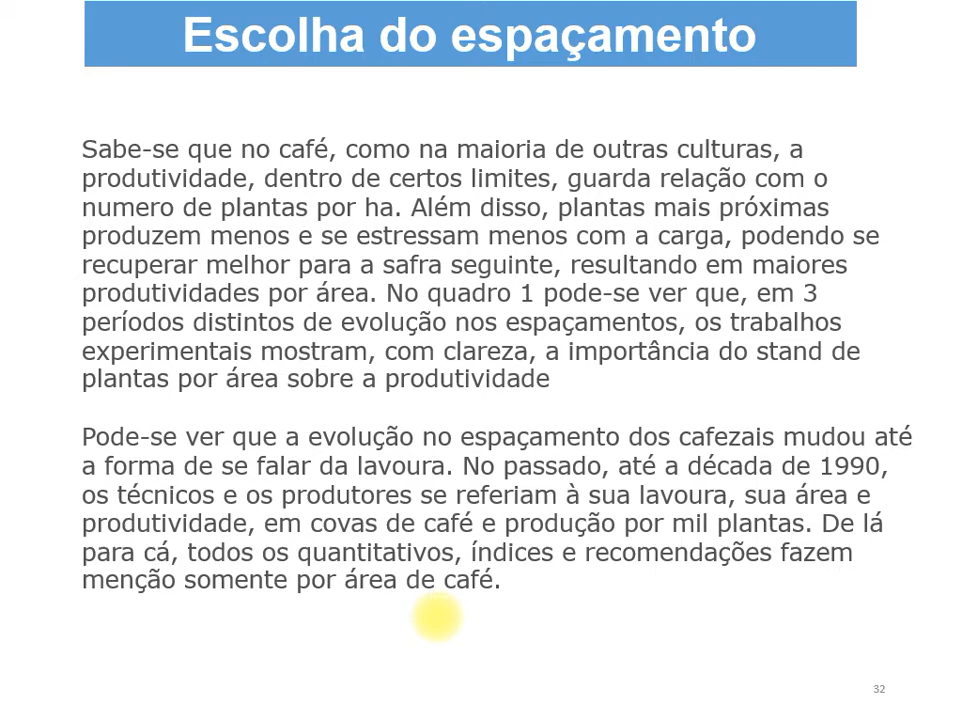 Escolha do espaçamento
Sabe-se que no café, como na maioria de outras culturas, a
produtividade, dentro de certos limites, guarda relação com o
numero de plantas por ha. Além disso, plantas mais próximas
produzem menos e se estressam menos com a carga, podendo se
recuperar melhor para a safra seguinte, resultando em maiores
produtividades por área. No quadro 1 pode-se ver que, em 3
períodos distintos de evolução nos espaçamentos, os trabalhos
experimentais mostram, com clareza, a importância do stand de
plantas por área sobre a produtividade
Pode-se ver que a evolução no espaçamento dos cafezais mudou até
a forma de se falar da lavoura. No passado, até a década de 1990,
os técnicos e os produtores se referiam à sua lavoura, sua área e
produtividade, em covas de café e produção por mil plantas. De lá
para cá, todos os quantitativos, índices e recomendações fazem
menção somente por área de café.
32